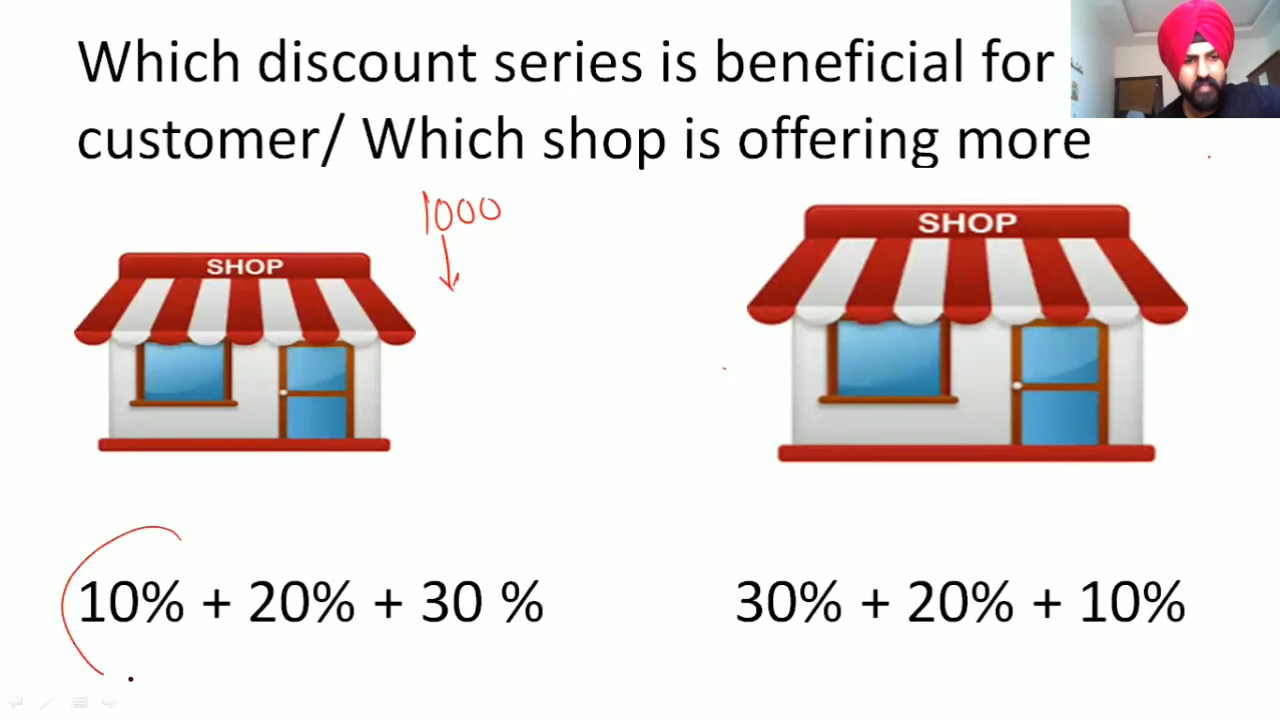 Which discount series is beneficial for
customer/ Which shop is offering more
1000
SHOP
SHOP
10% + 20% + 30 %
30% + 20% + 10%